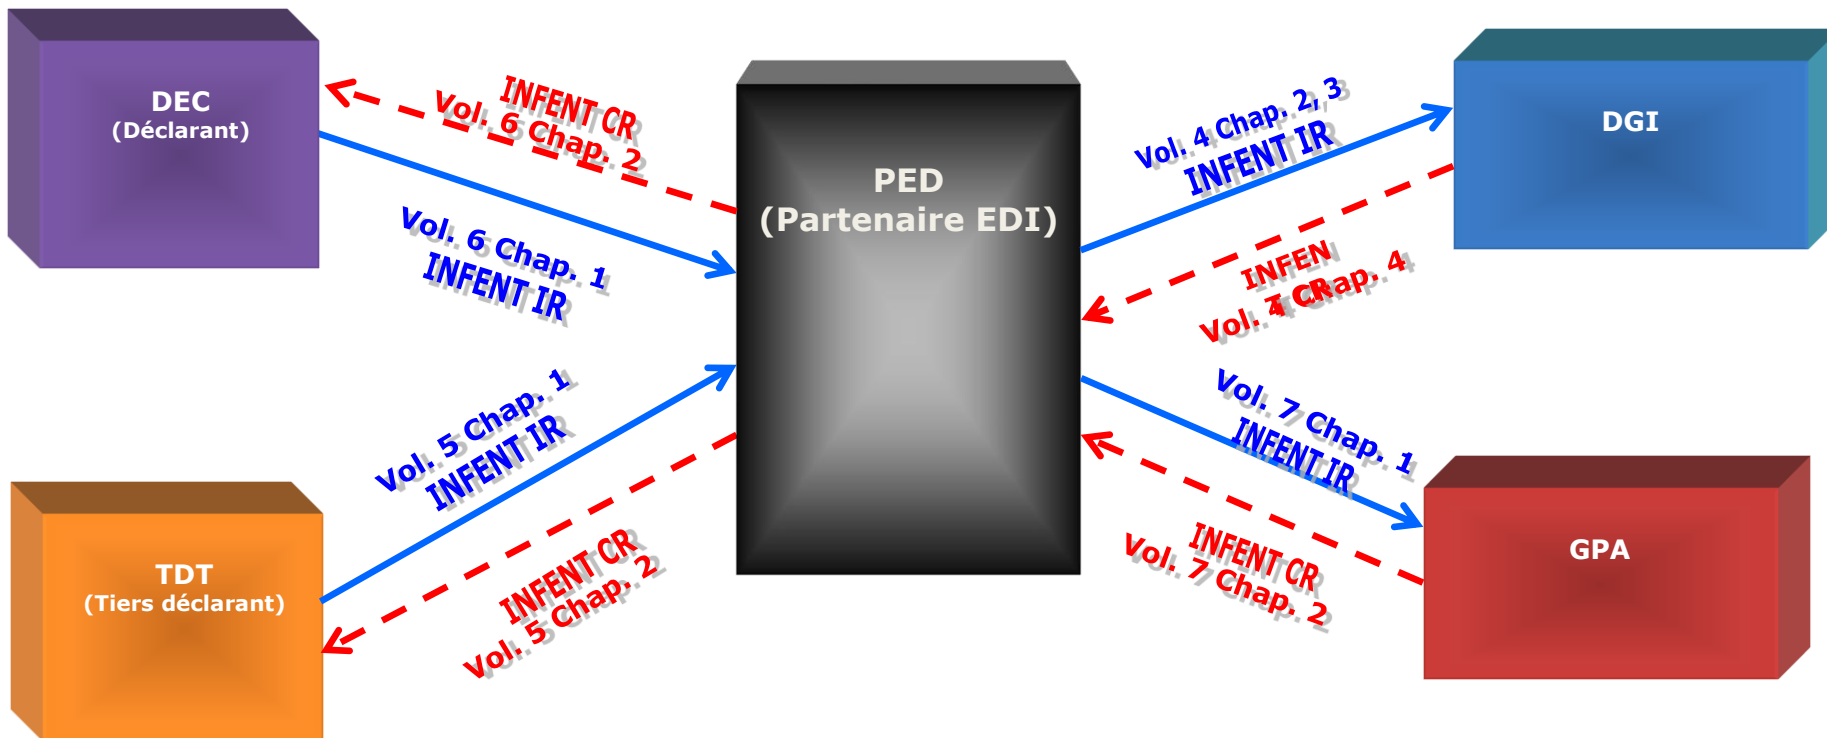 DEC
(Déclarant)
INFENT CR
Vol. 6 Chap. 2
Vol. 6 Chap. 1
INFENT IR
PED
(Partenaire EDI)
Vol. 4 Chap. 2, 3
INFENT IR
DGI
INFEN
T CR
Vol. 4 Chap. 4
Vol. 5 Chap. 1
INFENT IR
TDT
(Tiers déclarant)
INFENT CR
Vol. 5 Chap. 2
Vol. 7 Chap. 1
INFENT IR
GPA
INFENT CR
Vol. 7 Chap. 2